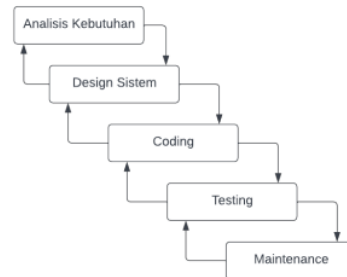 Analisis Kebutuhan
Design Sistem
Coding
Testing
Maintenance